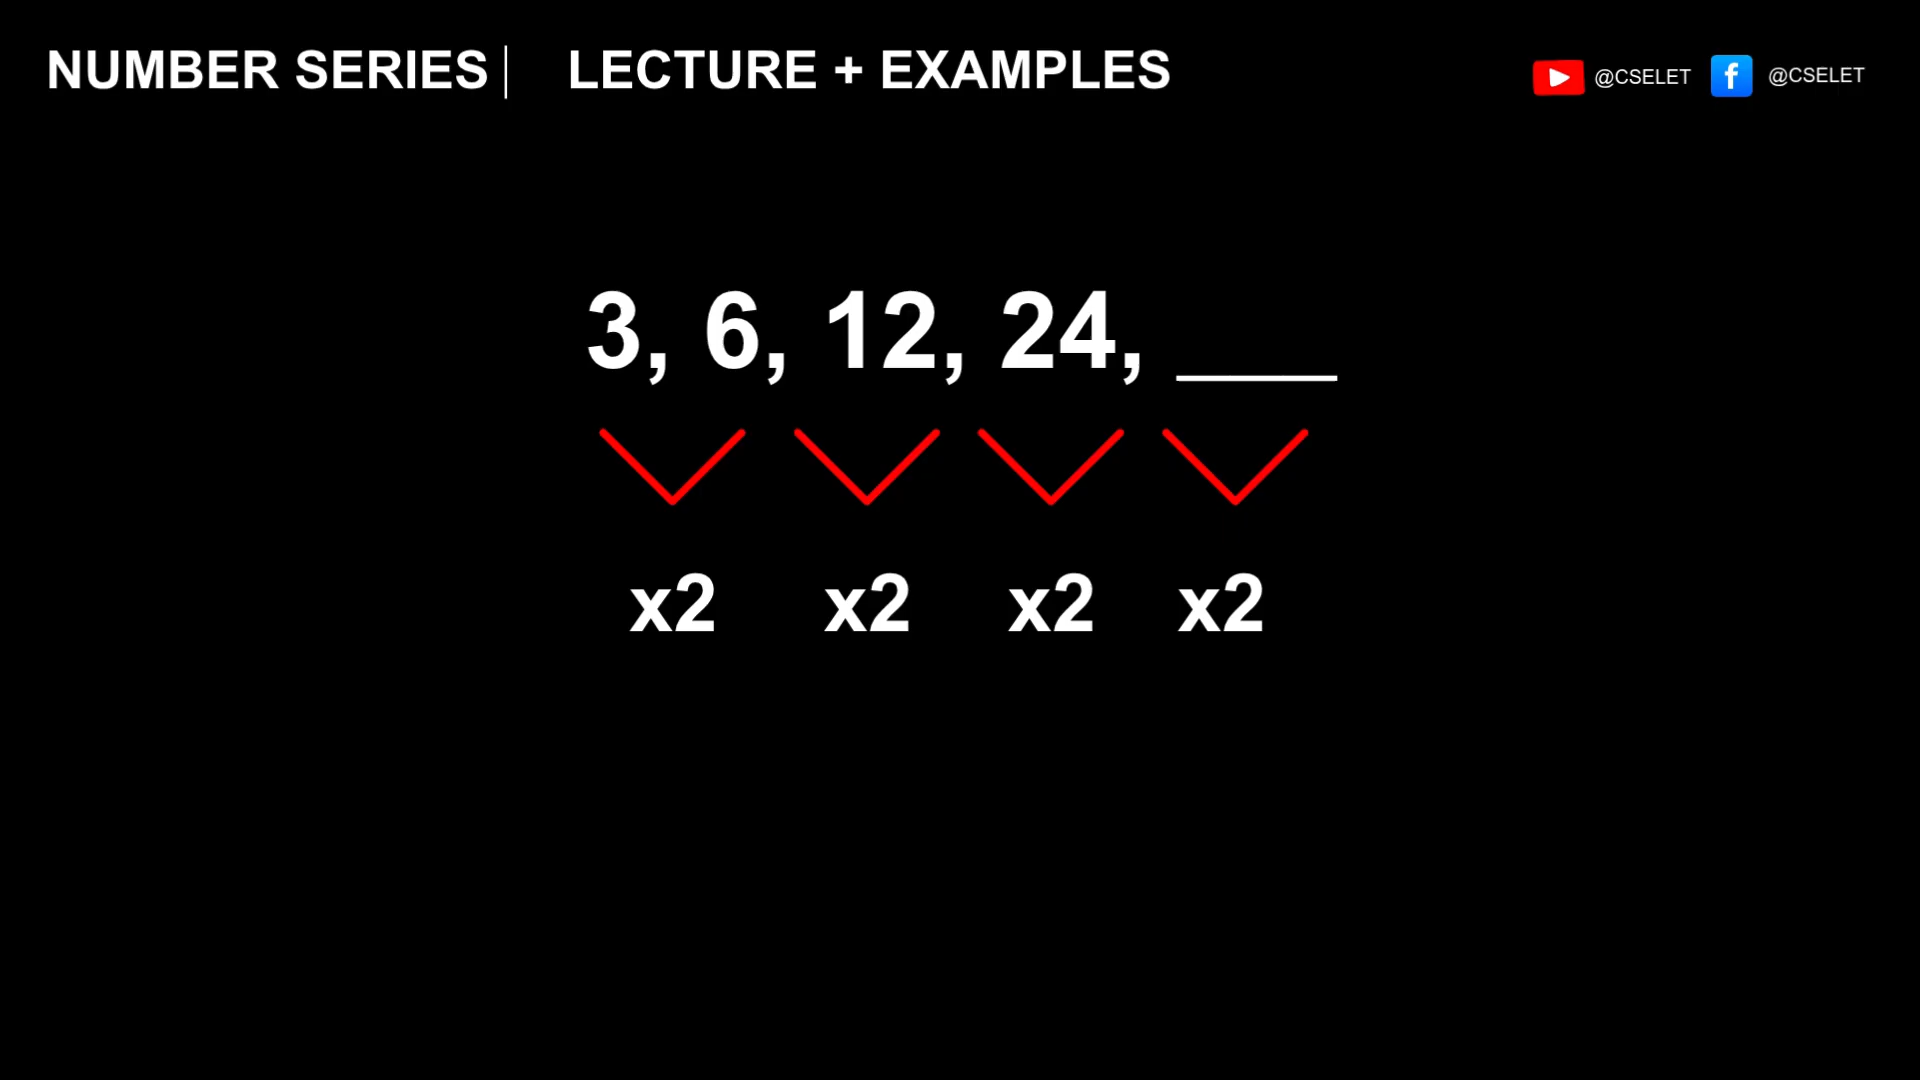 NUMBER SERIES | LECTURE + EXAMPLES
@CSELET @CSELET
3, 6, 12, 24, ___
x2 x2 x2 x2